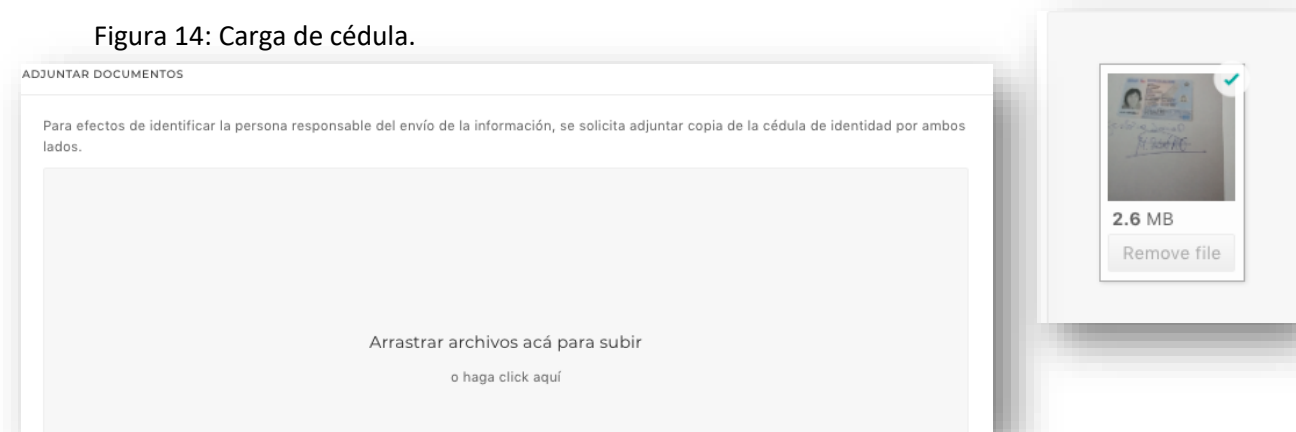 Figura 14: Carga de cédula.
ADJUNTAR DOCUMENTOS
Para efectos de identificar la persona responsable del envío de la información, se solicita adjuntar copia de la cédula de identidad por ambos
lados.
Arrastrar archivos acá para subir
o haga click aquí
2.6 MB
Remove file